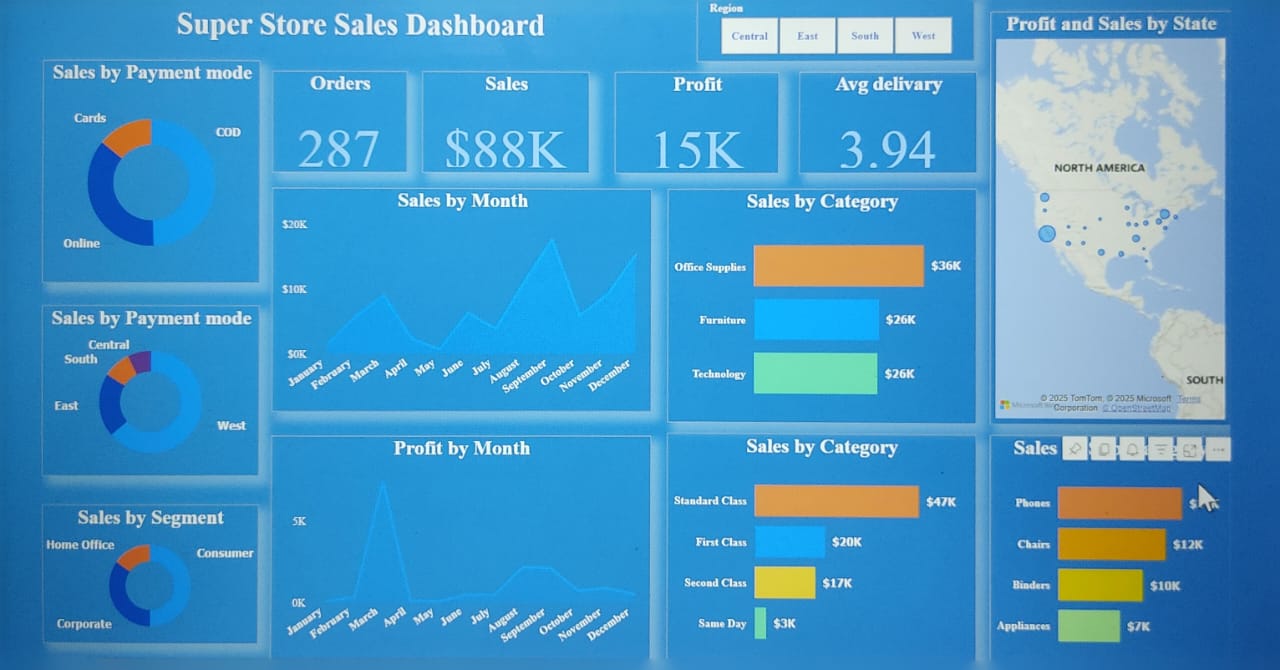 Super Store Sales Dashboard
Region
Central East South West
Profit and Sales by State
Sales by Payment mode
Cards
COD
Online
Orders
287
Sales
$88K
Profit
15K
Avg delivary
3.94
NORTH AMERICA
SOUTH
© 2025 TomTom, © 2025 Microsoft
Corporation © OpenStreetMap Terms
Sales by Month
$20K
$10K
$0K
January February March April May June July August September October November December
Sales by Category
Office Supplies $36K
Furniture $26K
Technology $26K
Sales by Payment mode
Central
South
East
West
Profit by Month
5K
0K
January February March April May June July August September October November December
Sales by Category
Standard Class $47K
First Class $20K
Second Class $17K
Same Day $3K
Sales
Phones
Chairs $12K
Binders $10K
Appliances $7K
Sales by Segment
Home Office
Consumer
Corporate